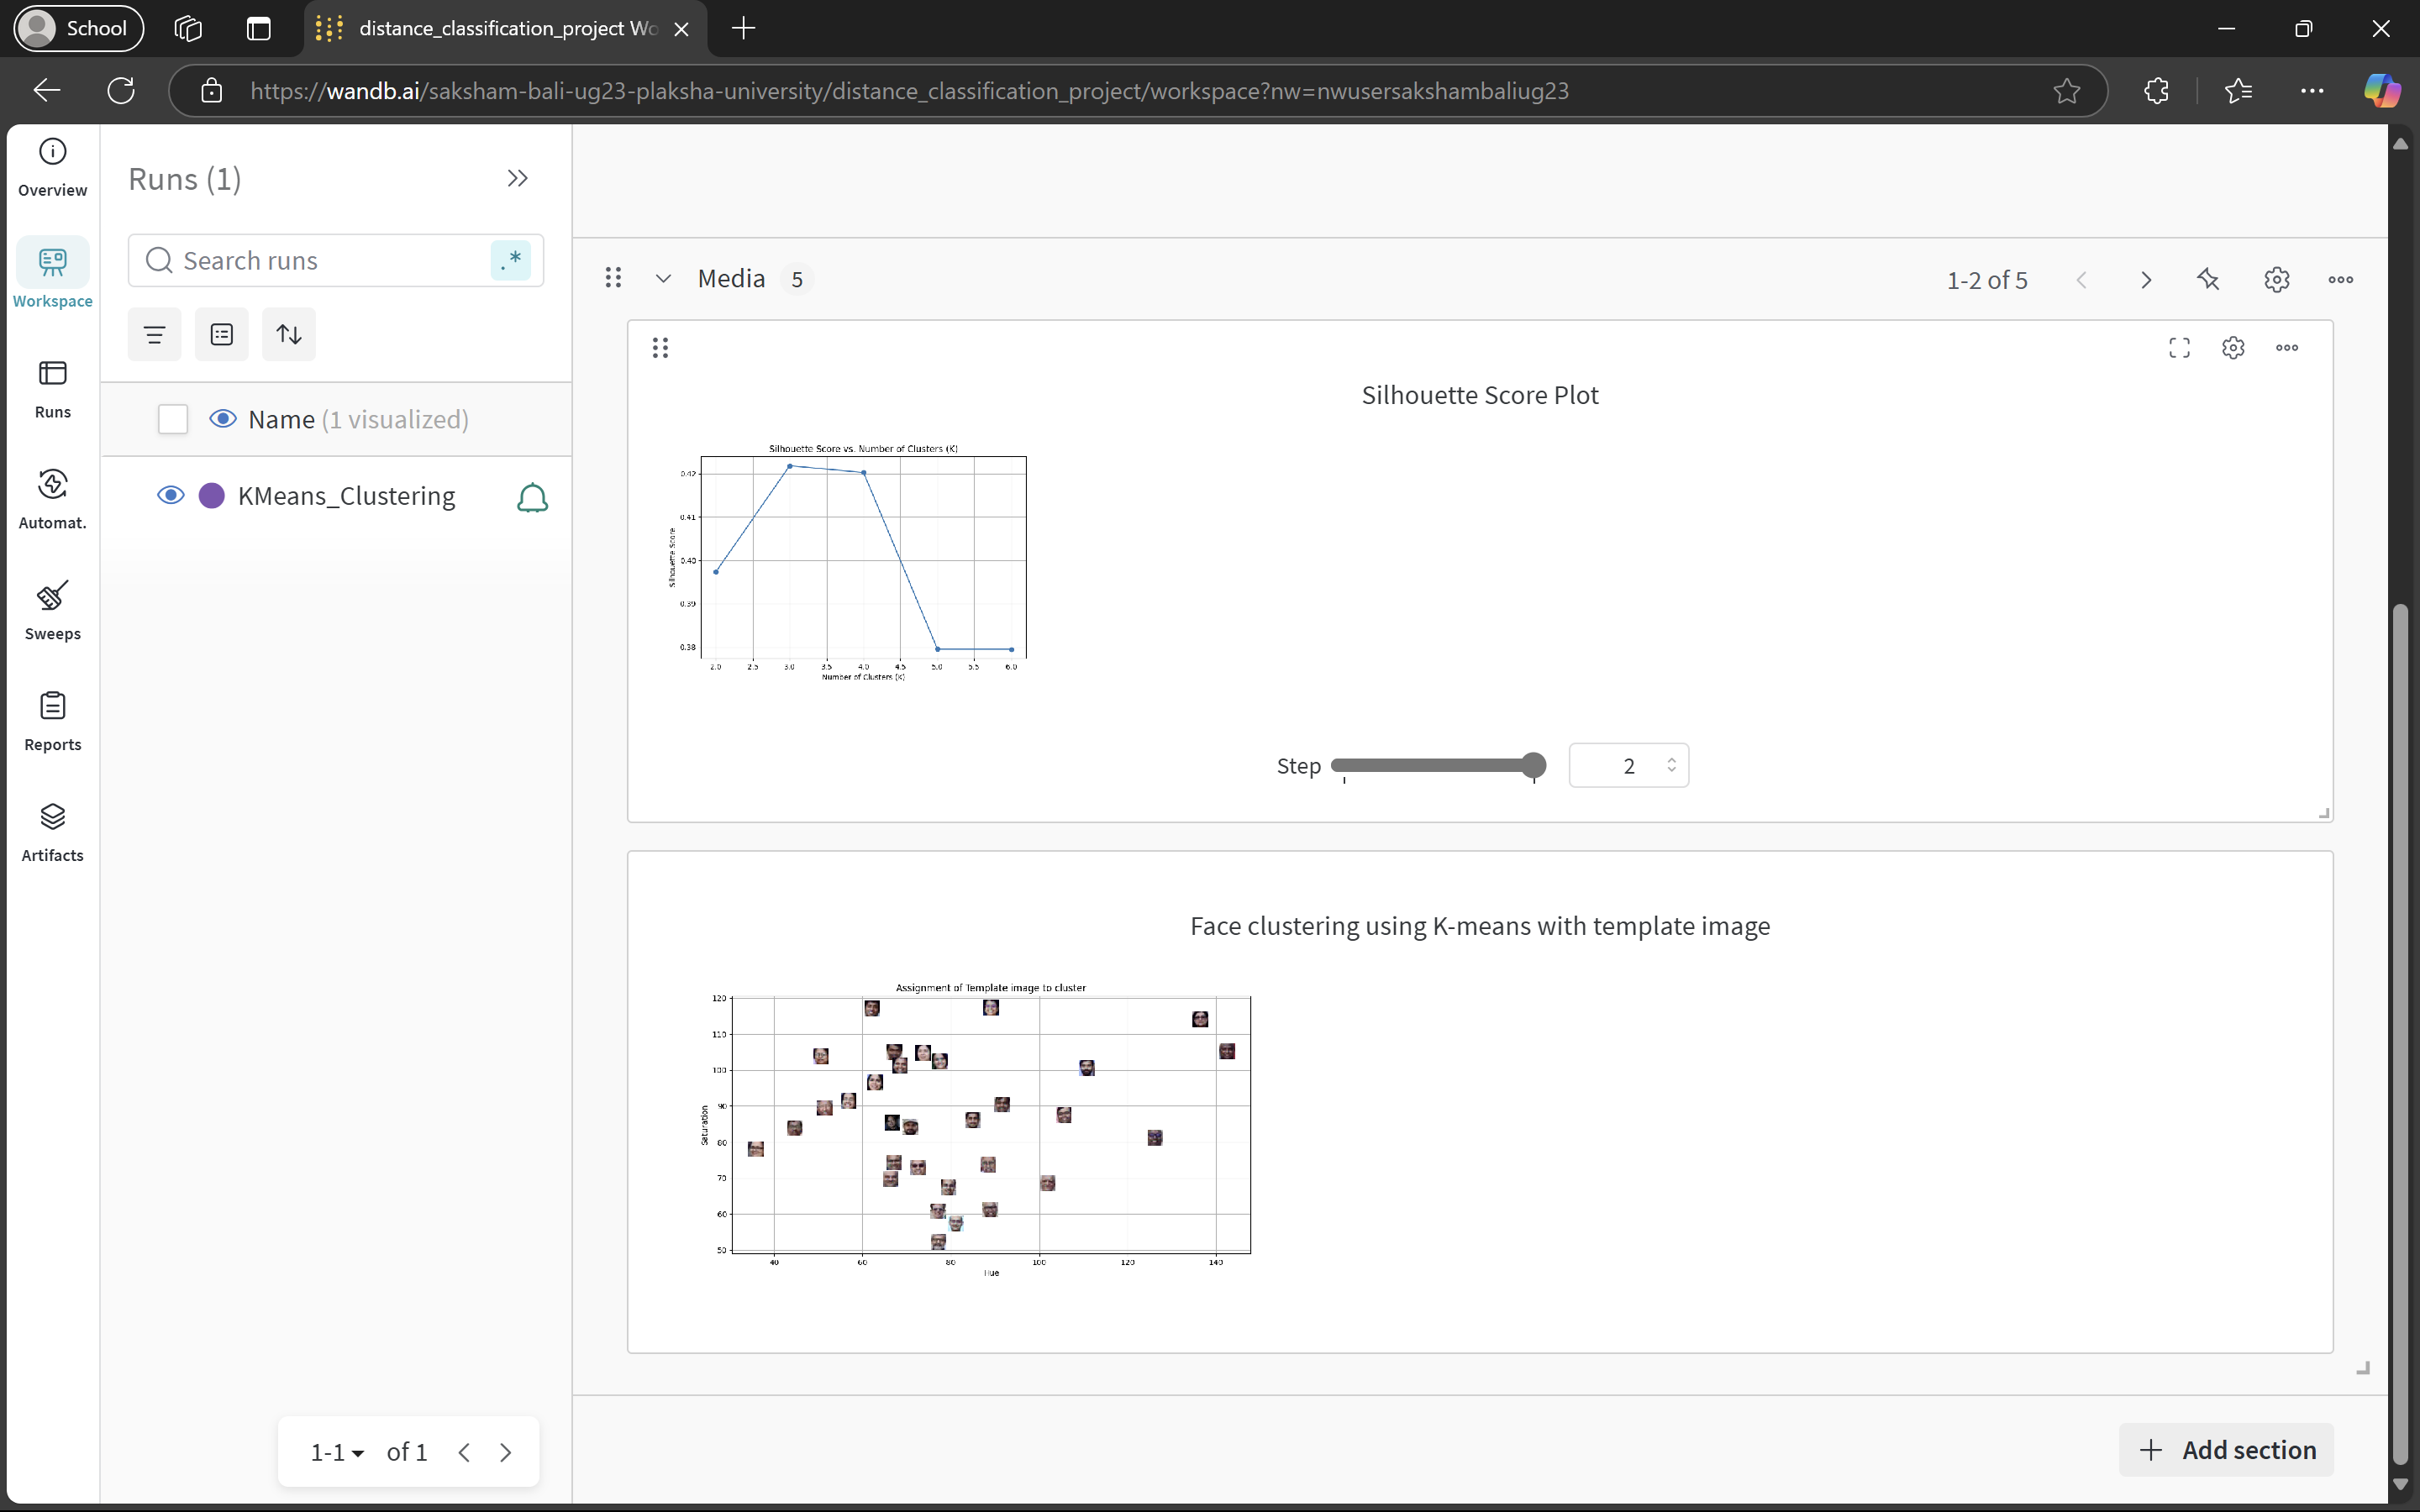 School
distance_classification_project Wo
https://wandb.ai/saksham-bali-ug23-plaksha-university/distance_classification_project/workspace?nw=nwusersakshambaliug23
Overview
Workspace
Runs
Automat.
Sweeps
Reports
Artifacts
Runs (1)
Search runs
.*
Name (1 visualized)
KMeans_Clustering
1-1 of 1
Media 5
1-2 of 5
Silhouette Score Plot
Silhouette Score vs. Number of Clusters (K)
Silhouette Score
0.42
0.41
0.40
0.39
0.38
2.0 2.5 3.0 3.5 4.0 4.5 5.0 5.5 6.0
Number of Clusters (K)
Step 2
Face clustering using K-means with template image
Assignment of Template image to cluster
Saturation
120
110
100
90
80
70
60
50
40 60 80 100 120 140
Hue
Add section